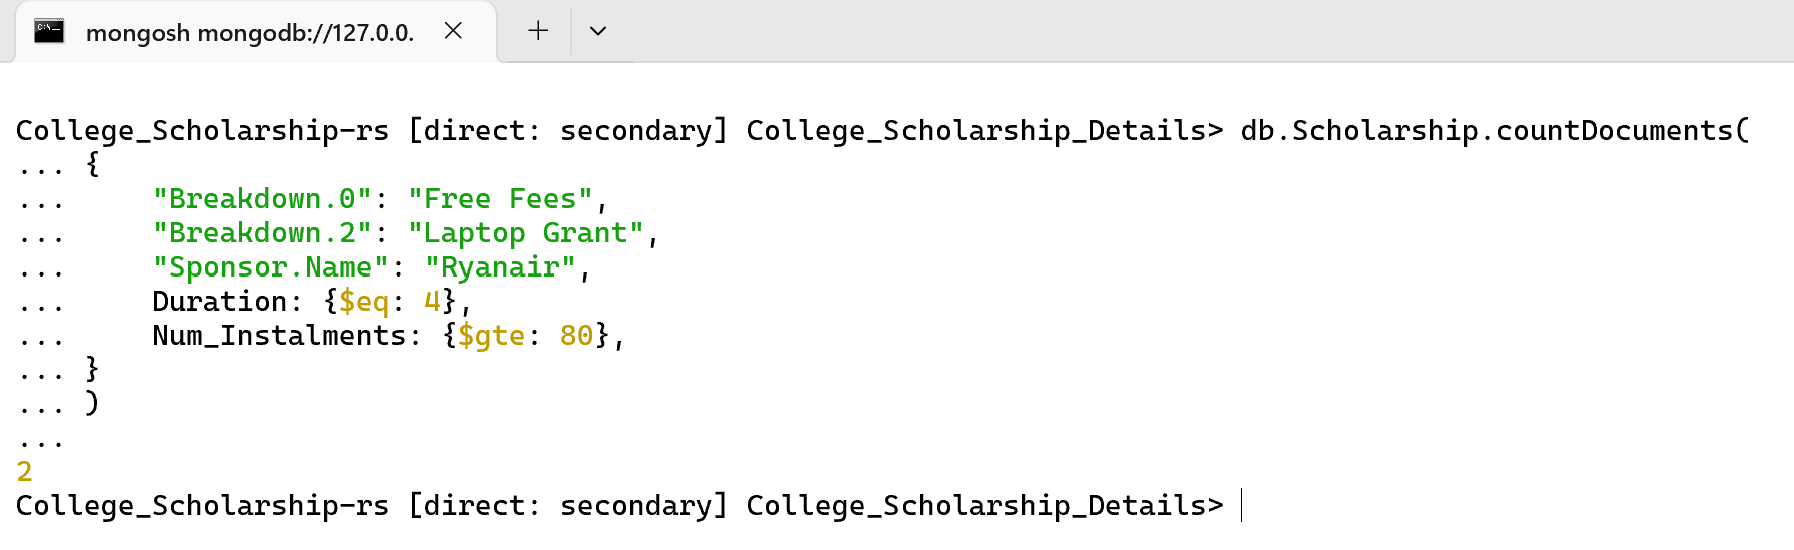 mongosh mongodb://127.0.0.
College_Scholarship-rs [direct: secondary] College_Scholarship_Details> db.Scholarship.countDocuments(
... {
...     "Breakdown.0": "Free Fees",
...     "Breakdown.2": "Laptop Grant",
...     "Sponsor.Name": "Ryanair",
...     Duration: {$eq: 4},
...     Num_Instalments: {$gte: 80},
... }
... )
...
2
College_Scholarship-rs [direct: secondary] College_Scholarship_Details>